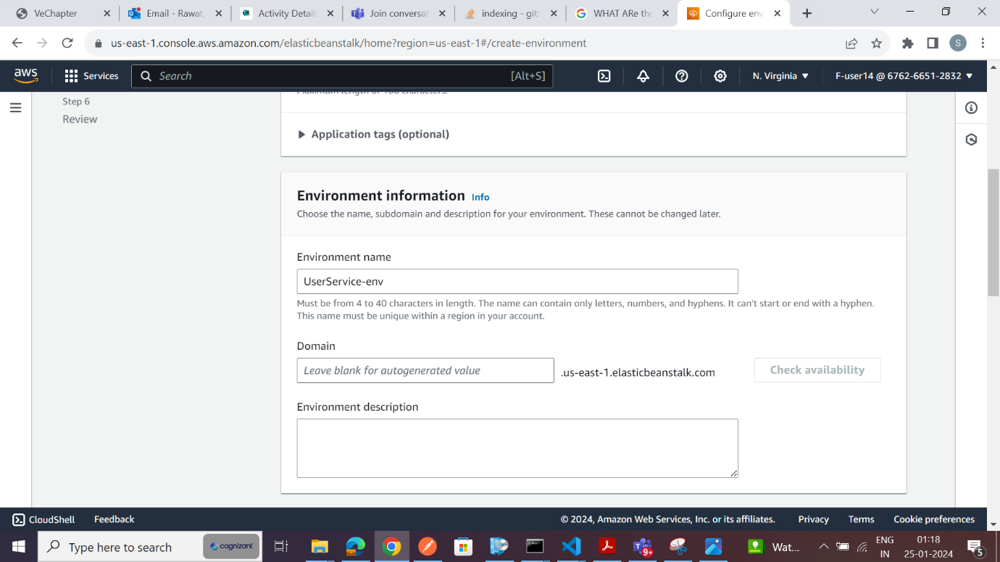 VeChapter
Email - Rawat,
Activity Details
Join conversat
indexing - git:
WHAT ARe the
Configure env
us-east-1.console.aws.amazon.com/elasticbeanstalk/home?region=us-east-1#/create-environment
S
aws
Services
Search
[Alt+S]
N. Virginia
F-user14 @ 6762-6651-2832
Step 6
Review
Maximum length of 100 characters.
Application tags (optional)
Environment information Info
Choose the name, subdomain and description for your environment. These cannot be changed later.
Environment name
UserService-env
Must be from 4 to 40 characters in length. The name can contain only letters, numbers, and hyphens. It can't start or end with a hyphen.
This name must be unique within a region in your account.
Domain
Leave blank for autogenerated value
.us-east-1.elasticbeanstalk.com
Check availability
Environment description
CloudShell
Feedback
© 2024, Amazon Web Services, Inc. or its affiliates.
Privacy
Terms
Cookie preferences
Type here to search
cognizant
9+
Wat...
ENG
IN
01:18
25-01-2024
5